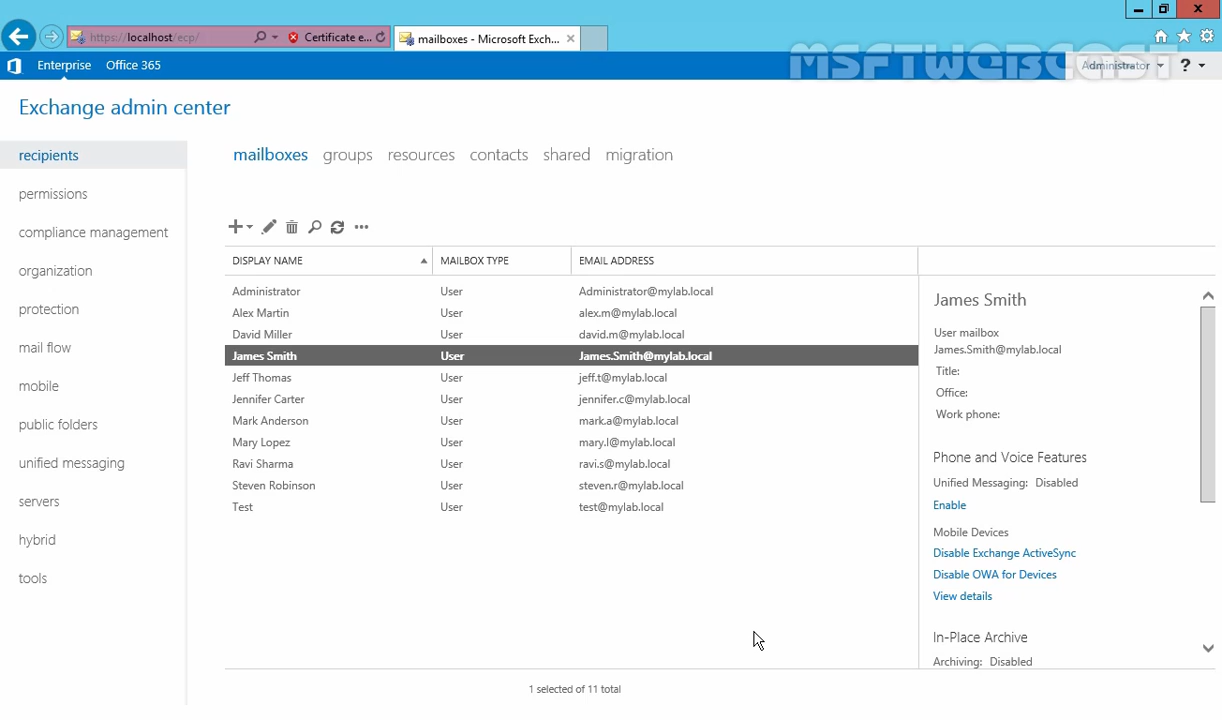 https://localhost/ecp/
Certificate e...
mailboxes - Microsoft Exch...
MSFTWEBCAST
Enterprise
Office 365
Administrator
?
Exchange admin center
recipients
permissions
compliance management
organization
protection
mail flow
mobile
public folders
unified messaging
servers
hybrid
tools
mailboxes groups resources contacts shared migration
DISPLAY NAME MAILBOX TYPE EMAIL ADDRESS
Administrator User Administrator@mylab.local
Alex Martin User alex.m@mylab.local
David Miller User david.m@mylab.local
James Smith User James.Smith@mylab.local
Jeff Thomas User jeff.t@mylab.local
Jennifer Carter User jennifer.c@mylab.local
Mark Anderson User mark.a@mylab.local
Mary Lopez User mary.l@mylab.local
Ravi Sharma User ravi.s@mylab.local
Steven Robinson User steven.r@mylab.local
Test User test@mylab.local
1 selected of 11 total
James Smith
User mailbox
James.Smith@mylab.local
Title:
Office:
Work phone:
Phone and Voice Features
Unified Messaging: Disabled
Enable
Mobile Devices
Disable Exchange ActiveSync
Disable OWA for Devices
View details
In-Place Archive
Archiving: Disabled